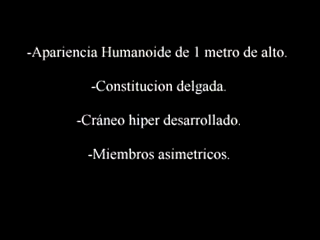 -Apariencia Humanoide de 1 metro de alto.
-Constitucion delgada.
-Cráneo hiper desarrollado.
-Miembros asimetricos.